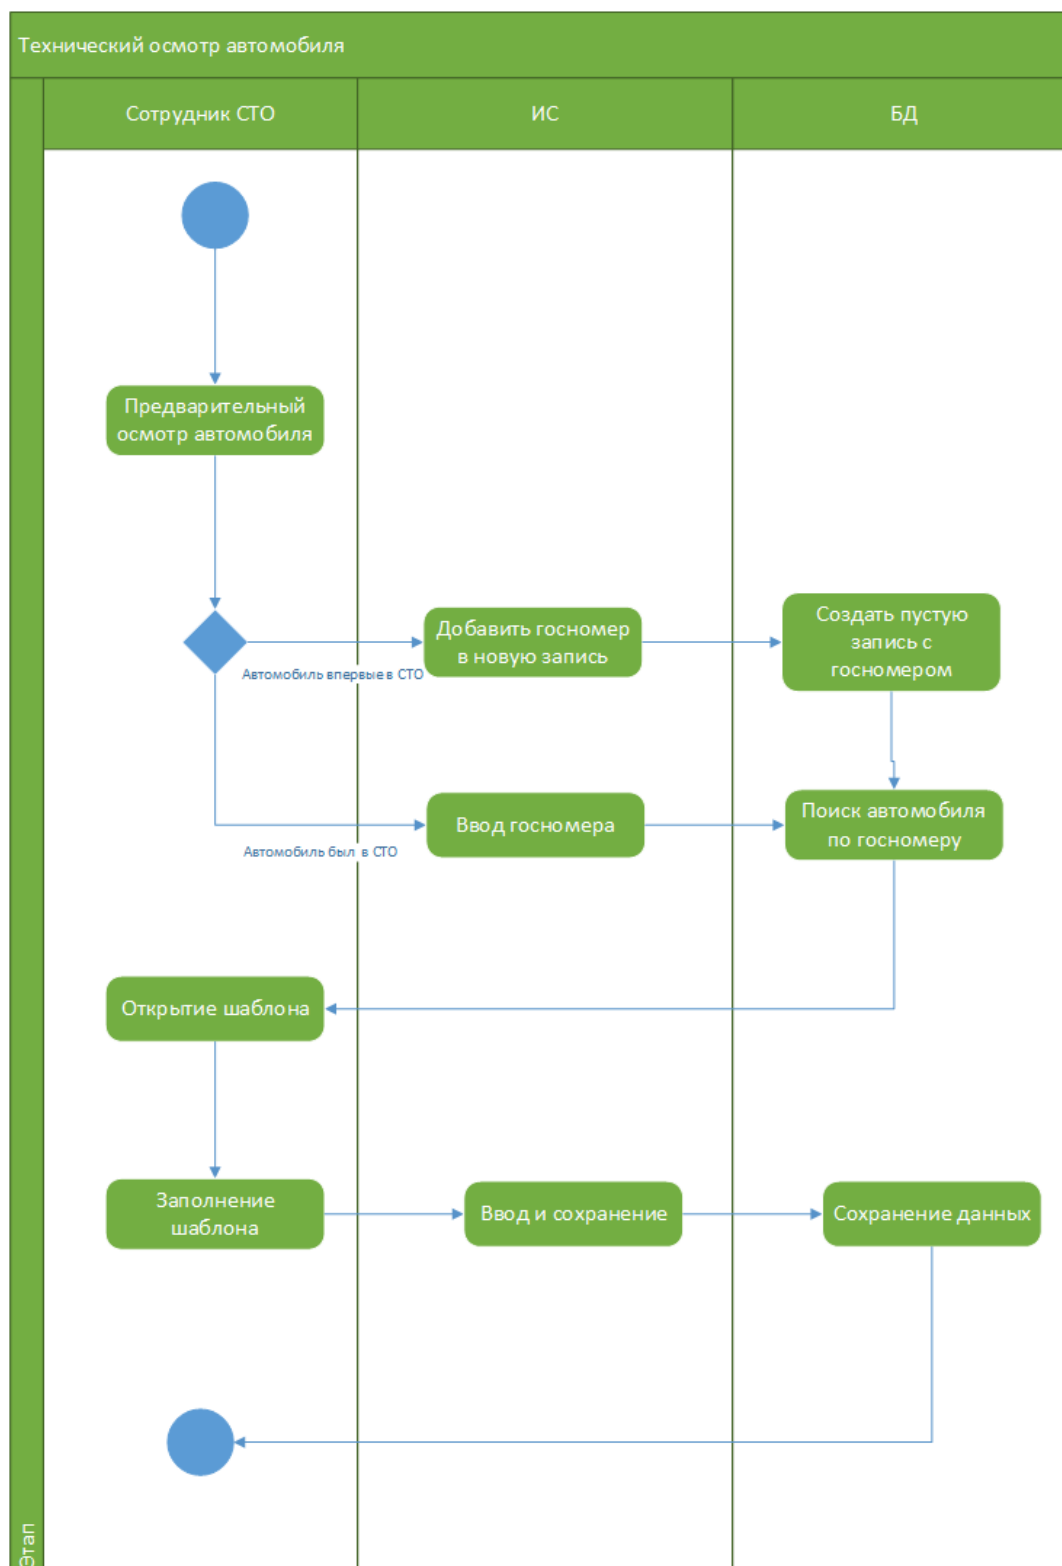 Технический осмотр автомобиля
Сотрудник СТО
ИС
БД
Предварительный
осмотр автомобиля
Автомобиль впервые в СТО
Добавить госномер
в новую запись
Создать пустую
запись с
госномером
Автомобиль был в СТО
Ввод госномера
Поиск автомобиля
по госномеру
Открытие шаблона
Заполнение
шаблона
Ввод и сохранение
Сохранение данных
Этап